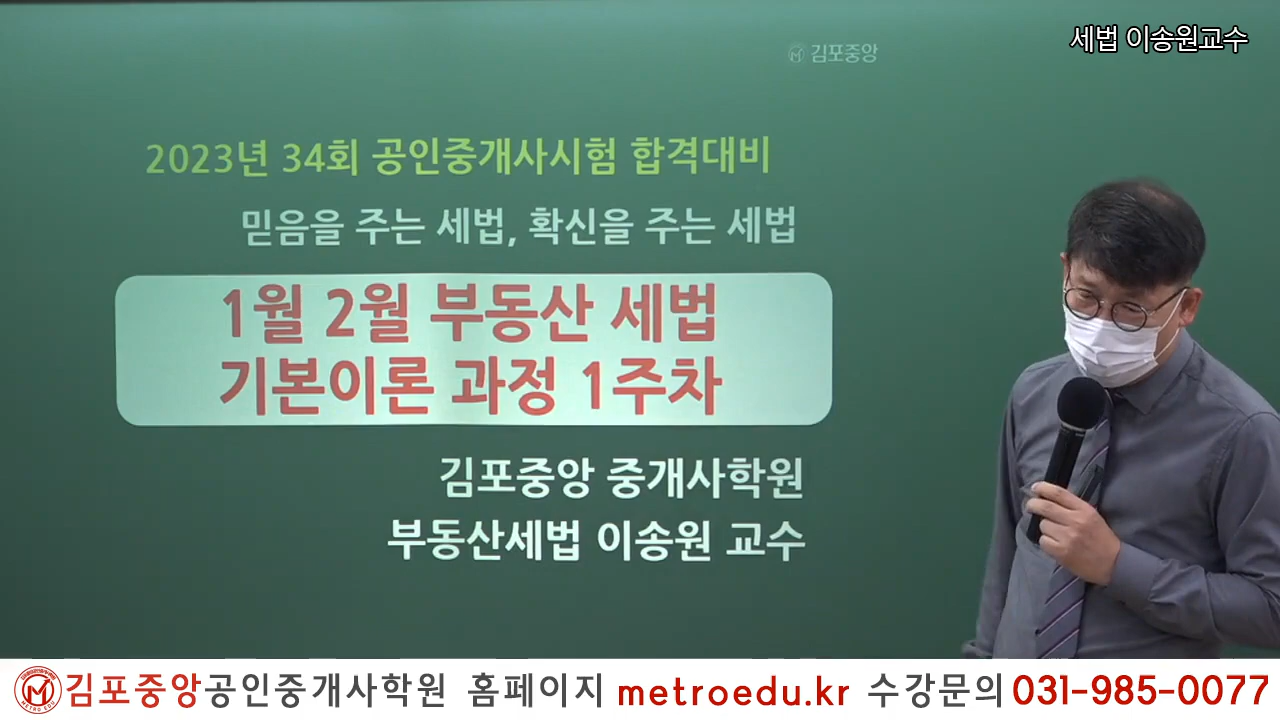 세법 이송원교수
김포중앙
2023년 34회 공인중개사시험 합격대비
믿음을 주는 세법, 확신을 주는 세법
1월 2월 부동산 세법
기본이론 과정 1주차
김포중앙 중개사학원
부동산세법 이송원 교수
METRO EDU
김포중앙공인중개사학원 홈페이지 metroedu.kr 수강문의 031-985-0077